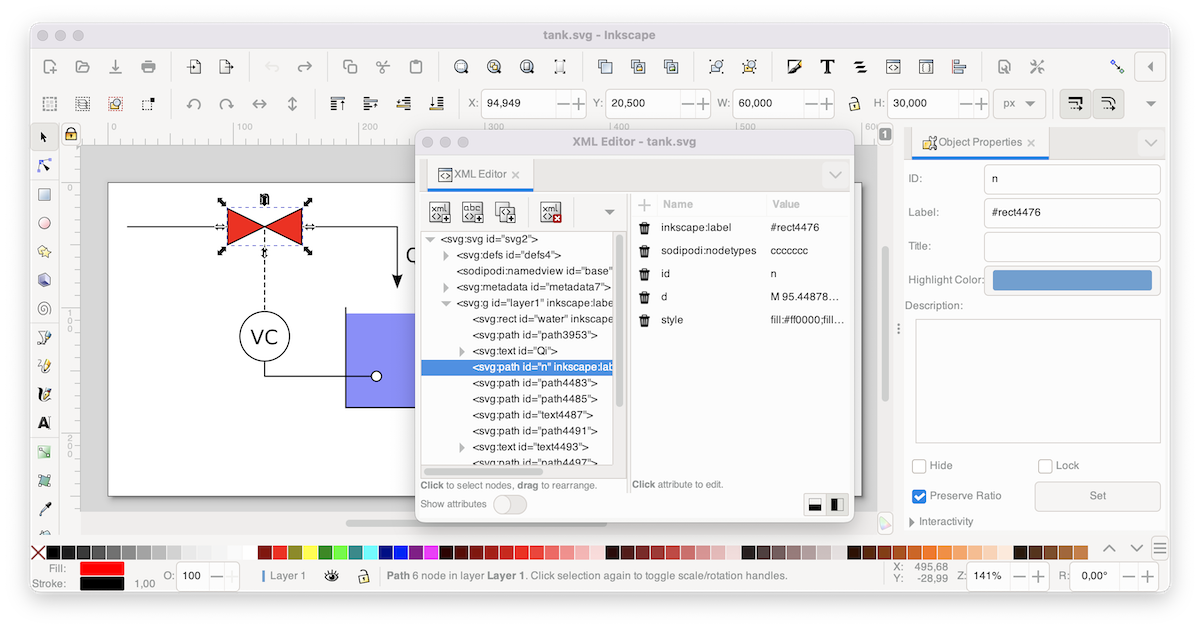 tank.svg - Inkscape
X: 94,949 Y: 20,500 W: 60,000 H: 30,000 px
0 100 200 300 400 500 600
1
0
100
200
VC
XML Editor - tank.svg
XML Editor
<svg:svg id="svg2">
<svg:defs id="defs4">
<sodipodi:namedview id="base"
<svg:metadata id="metadata7">
<svg:g id="layer1" inkscape:labe
<svg:rect id="water" inkscape
<svg:path id="path3953">
<svg:text id="Qi">
<svg:path id="n" inkscape:lab
<svg:path id="path4483">
<svg:path id="path4485">
<svg:path id="text4487">
<svg:path id="path4491">
<svg:text id="text4493">
<svg:path id="path4497">
Click to select nodes, drag to rearrange.
Show attributes
Name Value
inkscape:label #rect4476
sodipodi:nodetypes ccccccc
id n
d M 95.44878...
style fill:#ff0000;fill...
Click attribute to edit.
Object Properties
ID: n
Label: #rect4476
Title:
Highlight Color:
Description:
Hide Lock
Preserve Ratio Set
Interactivity
Fill:
Stroke: 1,00
O: 100
Layer 1
Path 6 node in layer Layer 1. Click selection again to toggle scale/rotation handles.
X: 495,68
Y: -28,99
Z: 141%
R: 0,00°